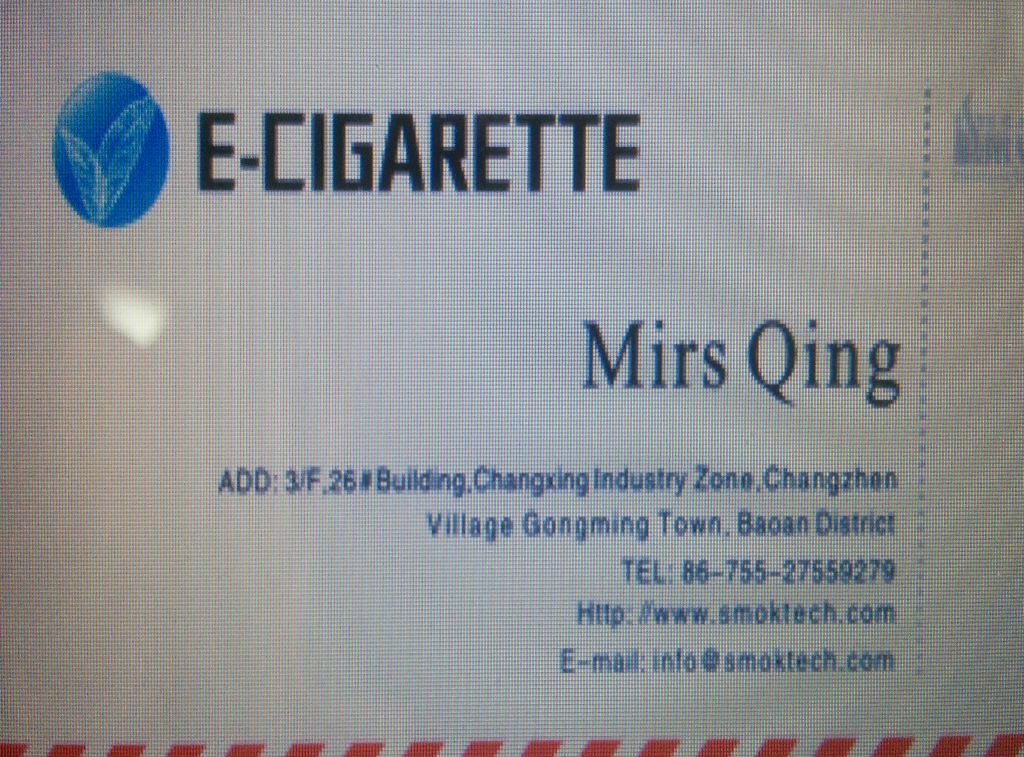 E-CIGARETTE
Mirs Qing
ADD: 3/F,26#Building,Changxing Industry Zone,Changzhen
Village Gongming Town, Baoan District
TEL: 86-755-27559279
Http: //www.smoktech.com
E-mail: info@smoktech.com